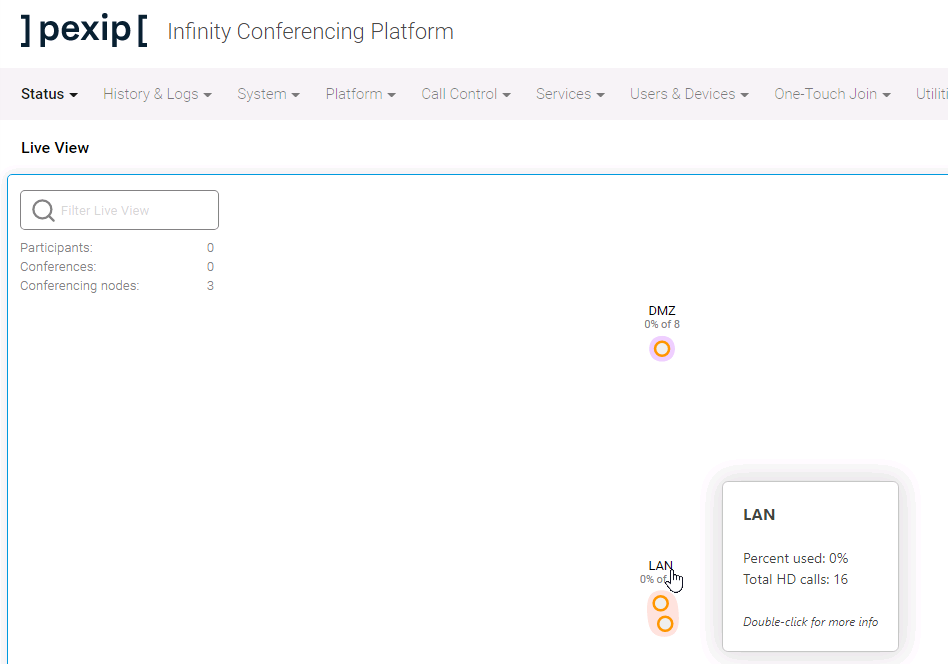 ]pexip[ Infinity Conferencing Platform
Status History & Logs System Platform Call Control Services Users & Devices One-Touch Join Utiliti
Live View
Filter Live View
Participants: 0
Conferences: 0
Conferencing nodes: 3
DMZ
0% of 8
LAN
0% of
LAN
Percent used: 0%
Total HD calls: 16
Double-click for more info